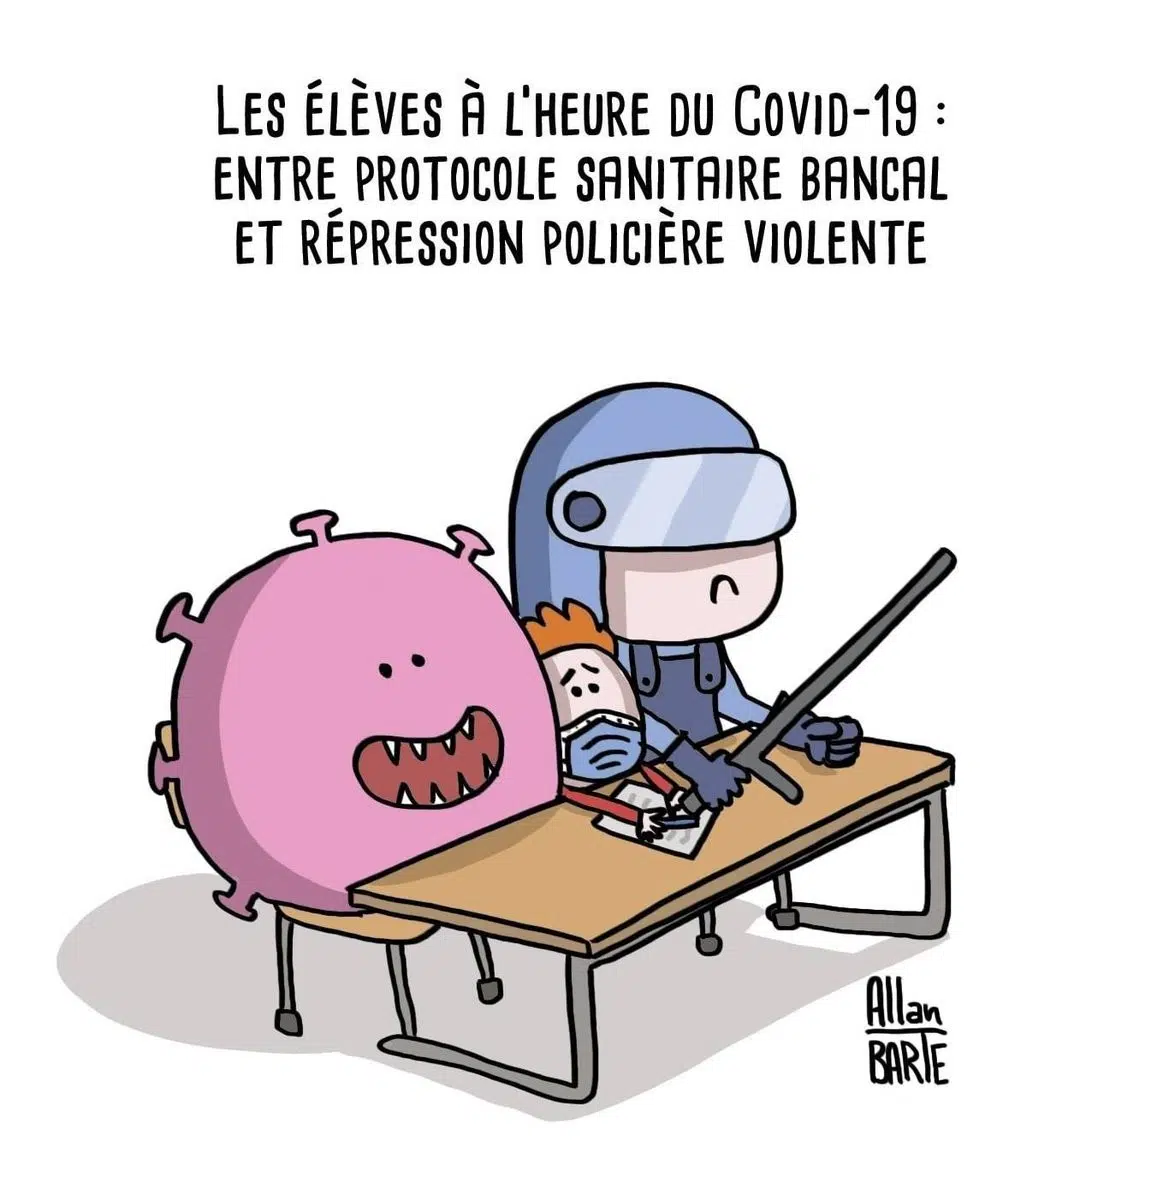 Les élèves à l'heure du Covid-19 :
entre protocole sanitaire bancal
et répression policière violente
Allan
BARTE